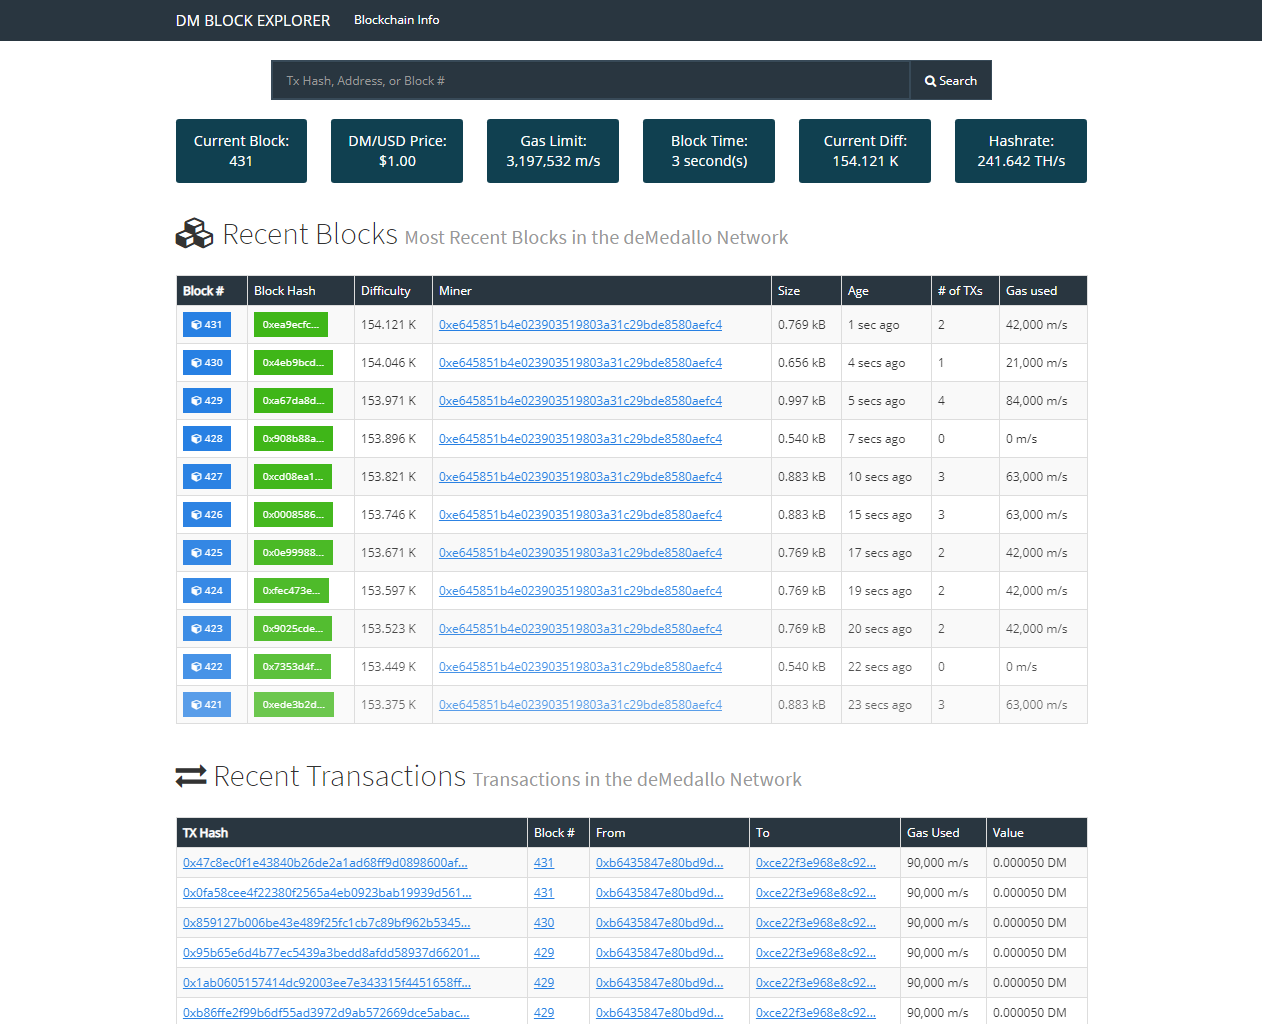 DM BLOCK EXPLORER Blockchain Info
Tx Hash, Address, or Block # Search
Current Block: DM/USD Price: Gas Limit: Block Time: Current Diff: Hashrate:
431 $1.00 3,197,532 m/s 3 second(s) 154.121 K 241.642 TH/s
Recent Blocks Most Recent Blocks in the deMedallo Network
Block # Block Hash Difficulty Miner Size Age # of TXs Gas used
431 0xea9ecfc... 154.121 K 0xe645851b4e023903519803a31c29bde8580aefc4 0.769 kB 1 sec ago 2 42,000 m/s
430 0x4eb9bcd... 154.046 K 0xe645851b4e023903519803a31c29bde8580aefc4 0.656 kB 4 secs ago 1 21,000 m/s
429 0xa67da8d... 153.971 K 0xe645851b4e023903519803a31c29bde8580aefc4 0.997 kB 5 secs ago 4 84,000 m/s
428 0x908b88a... 153.896 K 0xe645851b4e023903519803a31c29bde8580aefc4 0.540 kB 7 secs ago 0 0 m/s
427 0xcd08ea1... 153.821 K 0xe645851b4e023903519803a31c29bde8580aefc4 0.883 kB 10 secs ago 3 63,000 m/s
426 0x0008586... 153.746 K 0xe645851b4e023903519803a31c29bde8580aefc4 0.883 kB 15 secs ago 3 63,000 m/s
425 0x0e99988... 153.671 K 0xe645851b4e023903519803a31c29bde8580aefc4 0.769 kB 17 secs ago 2 42,000 m/s
424 0xfec473e... 153.597 K 0xe645851b4e023903519803a31c29bde8580aefc4 0.769 kB 19 secs ago 2 42,000 m/s
423 0x9025cde... 153.523 K 0xe645851b4e023903519803a31c29bde8580aefc4 0.769 kB 20 secs ago 2 42,000 m/s
422 0x7353d4f... 153.449 K 0xe645851b4e023903519803a31c29bde8580aefc4 0.540 kB 22 secs ago 0 0 m/s
421 0xede3b2d... 153.375 K 0xe645851b4e023903519803a31c29bde8580aefc4 0.883 kB 23 secs ago 3 63,000 m/s
Recent Transactions Transactions in the deMedallo Network
TX Hash Block # From To Gas Used Value
0x47c8ec0f1e43840b26de2a1ad68ff9d0898600af... 431 0xb6435847e80bd9d... 0xce22f3e968e8c92... 90,000 m/s 0.000050 DM
0x0fa58cee4f22380f2565a4eb0923bab19939d561... 431 0xb6435847e80bd9d... 0xce22f3e968e8c92... 90,000 m/s 0.000050 DM
0x859127b006be43e489f25fc1cb7c89bf962b5345... 430 0xb6435847e80bd9d... 0xce22f3e968e8c92... 90,000 m/s 0.000050 DM
0x95b65e6d4b77ec5439a3bedd8afdd58937d66201... 429 0xb6435847e80bd9d... 0xce22f3e968e8c92... 90,000 m/s 0.000050 DM
0x1ab0605157414dc92003ee7e343315f4451658ff... 429 0xb6435847e80bd9d... 0xce22f3e968e8c92... 90,000 m/s 0.000050 DM
0xb86ffe2f99b6df55ad3972d9ab572669dce5abac... 429 0xb6435847e80bd9d... 0xce22f3e968e8c92... 90,000 m/s 0.000050 DM